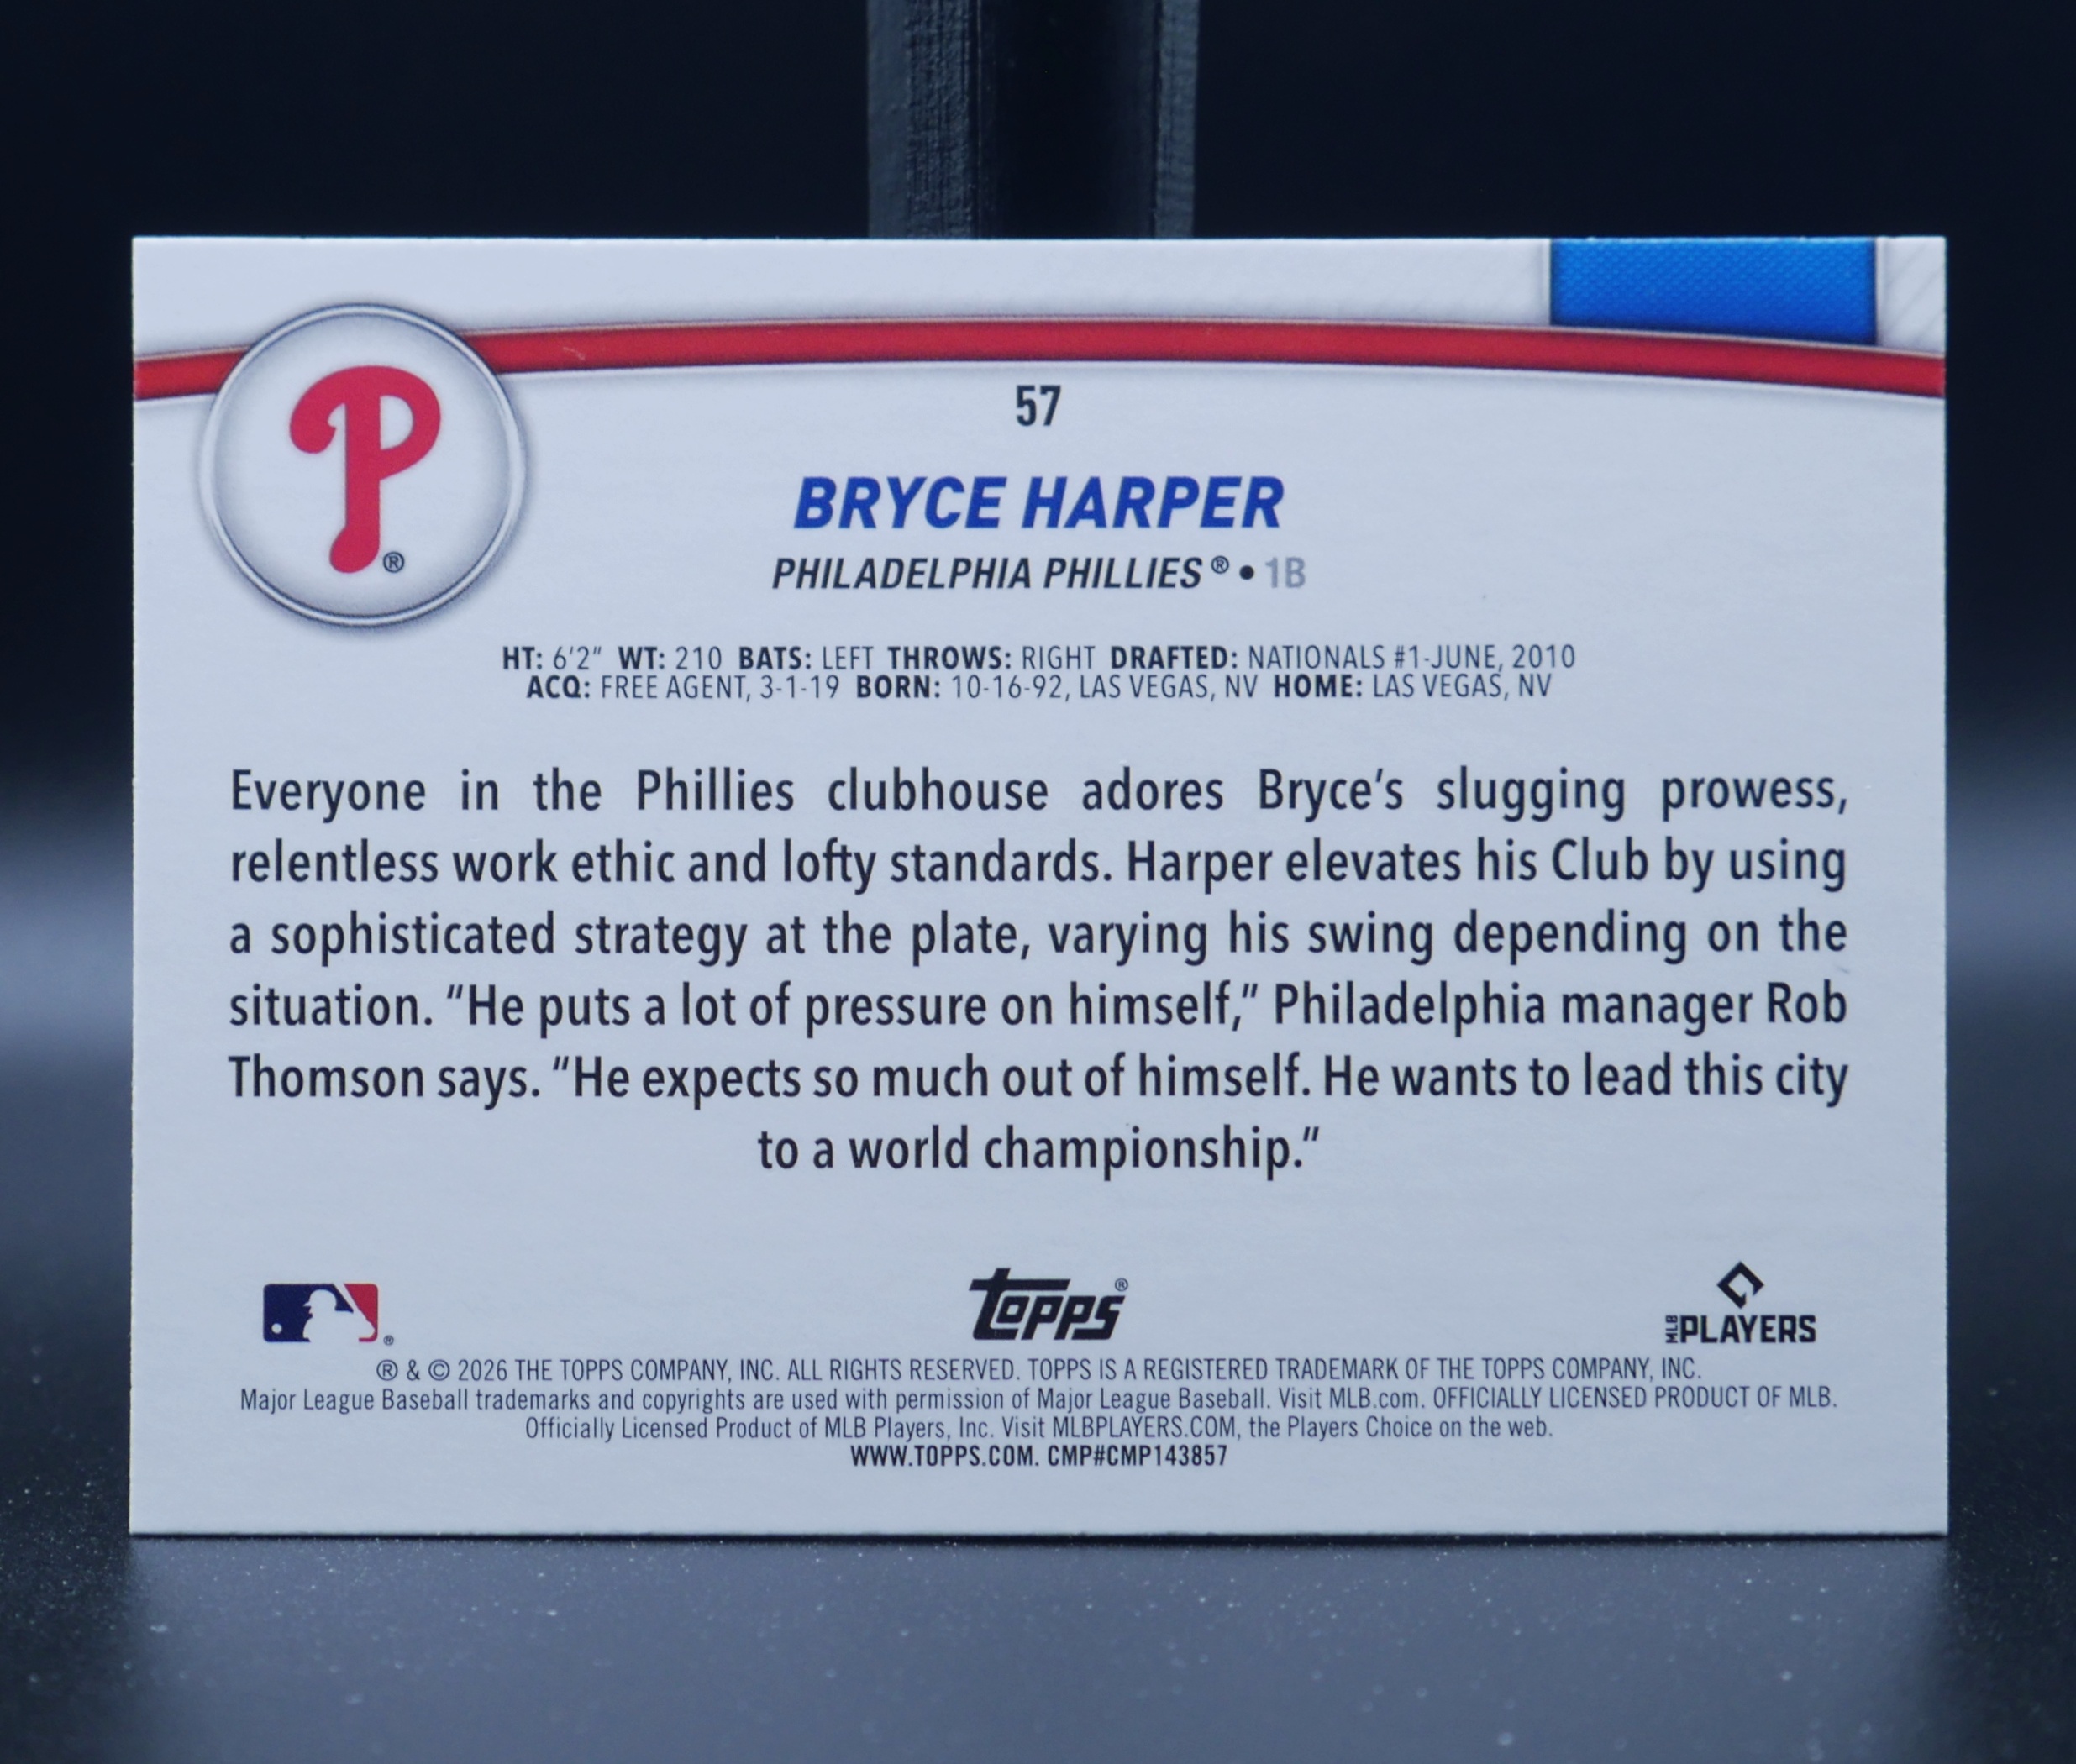 P®
57
BRYCE HARPER
PHILADELPHIA PHILLIES® • 1B
HT: 6'2" WT: 210 BATS: LEFT THROWS: RIGHT DRAFTED: NATIONALS #1-JUNE, 2010
ACQ: FREE AGENT, 3-1-19 BORN: 10-16-92, LAS VEGAS, NV HOME: LAS VEGAS, NV
Everyone in the Phillies clubhouse adores Bryce's slugging prowess,
relentless work ethic and lofty standards. Harper elevates his Club by using
a sophisticated strategy at the plate, varying his swing depending on the
situation. "He puts a lot of pressure on himself," Philadelphia manager Rob
Thomson says. "He expects so much out of himself. He wants to lead this city
to a world championship."
®
Topps®
MLB PLAYERS
® & © 2026 THE TOPPS COMPANY, INC. ALL RIGHTS RESERVED. TOPPS IS A REGISTERED TRADEMARK OF THE TOPPS COMPANY, INC.
Major League Baseball trademarks and copyrights are used with permission of Major League Baseball. Visit MLB.com. OFFICIALLY LICENSED PRODUCT OF MLB.
Officially Licensed Product of MLB Players, Inc. Visit MLBPLAYERS.COM, the Players Choice on the web.
WWW.TOPPS.COM. CMP#CMP143857